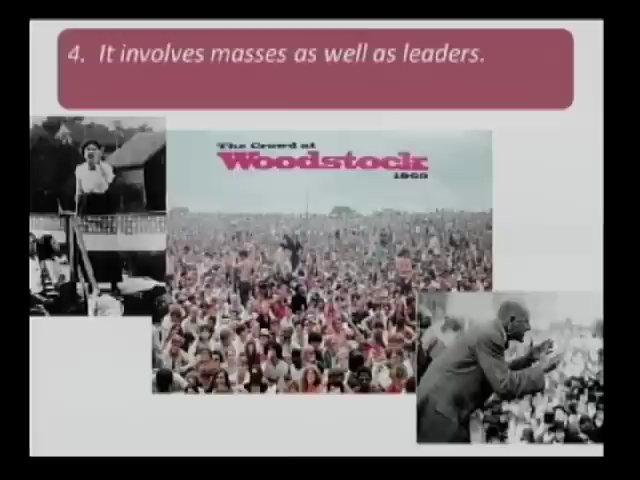 4. It involves masses as well as leaders.
The Crowd at
Woodstock
1969